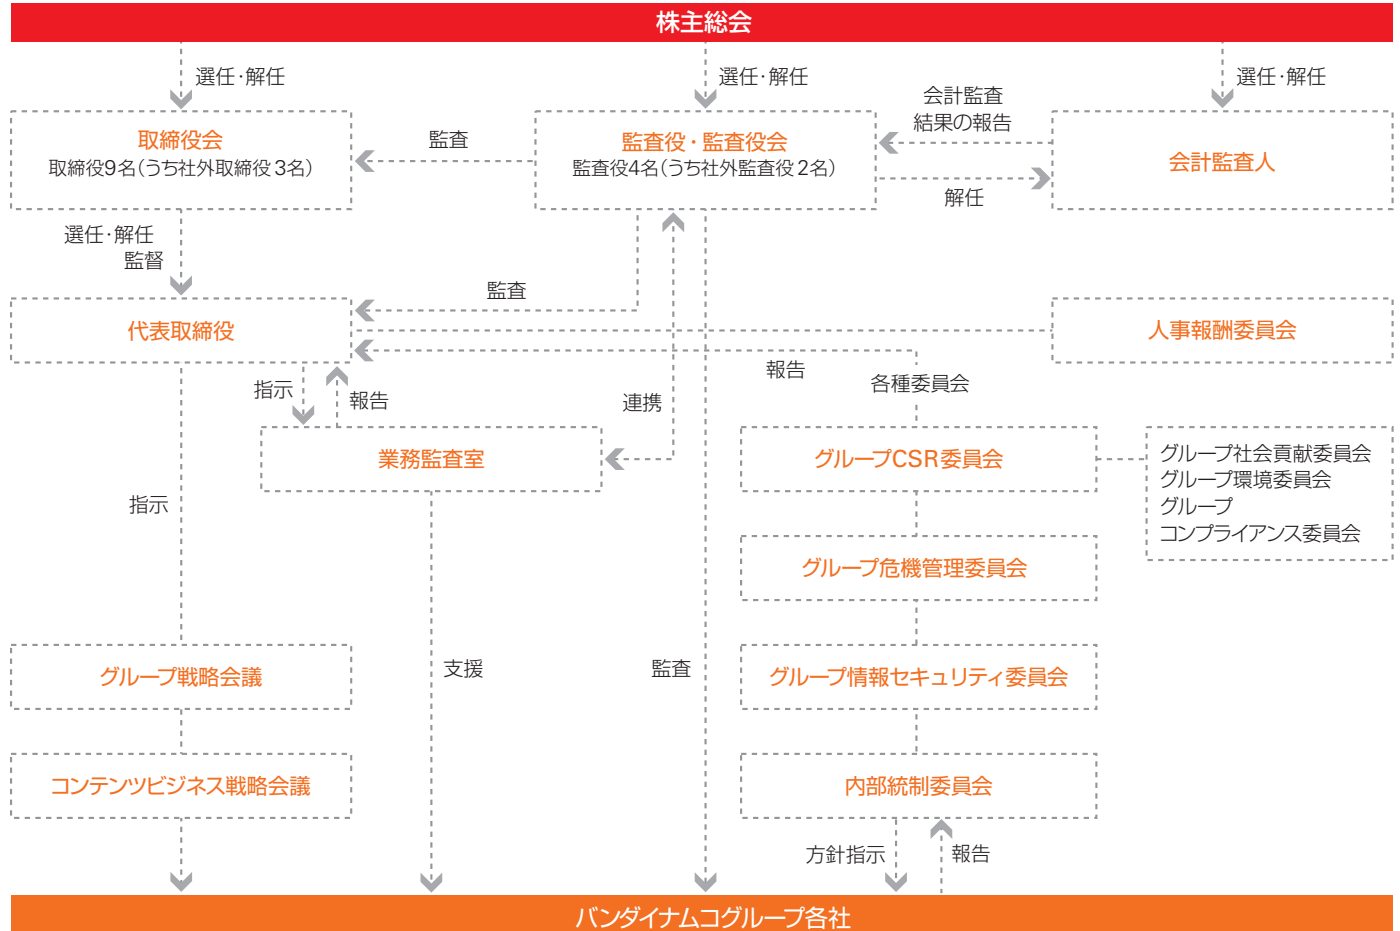 株主総会
選任・解任
選任・解任
選任・解任
取締役会
取締役9名(うち社外取締役3名)
監査
監査役・監査役会
監査役4名(うち社外監査役2名)
会計監査
結果の報告
解任
会計監査人
選任・解任
監督
監査
代表取締役
人事報酬委員会
指示
報告
連携
報告
各種委員会
業務監査室
グループCSR委員会
グループ社会貢献委員会
グループ環境委員会
グループ
コンプライアンス委員会
指示
グループ危機管理委員会
グループ戦略会議
支援
監査
グループ情報セキュリティ委員会
コンテンツビジネス戦略会議
内部統制委員会
方針指示
報告
バンダイナムコグループ各社